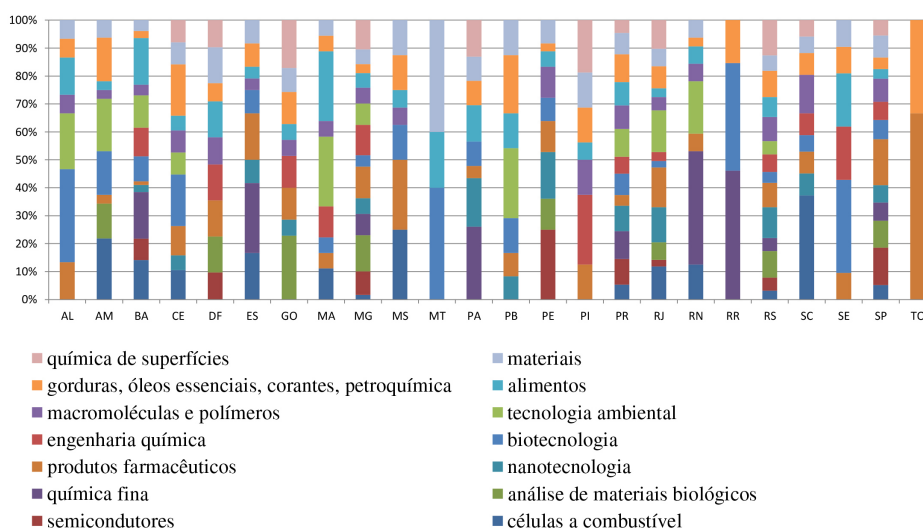 100%
90%
80%
70%
60%
50%
40%
30%
20%
10%
0%
AL AM BA CE DF ES GO MA MG MS MT PA PB PE PI PR RJ RN RR RS SC SE SP TO
química de superfícies materiais
gorduras, óleos essenciais, corantes, petroquímica alimentos
macromoléculas e polímeros tecnologia ambiental
engenharia química biotecnologia
produtos farmacêuticos nanotecnologia
química fina análise de materiais biológicos
semicondutores células a combustível